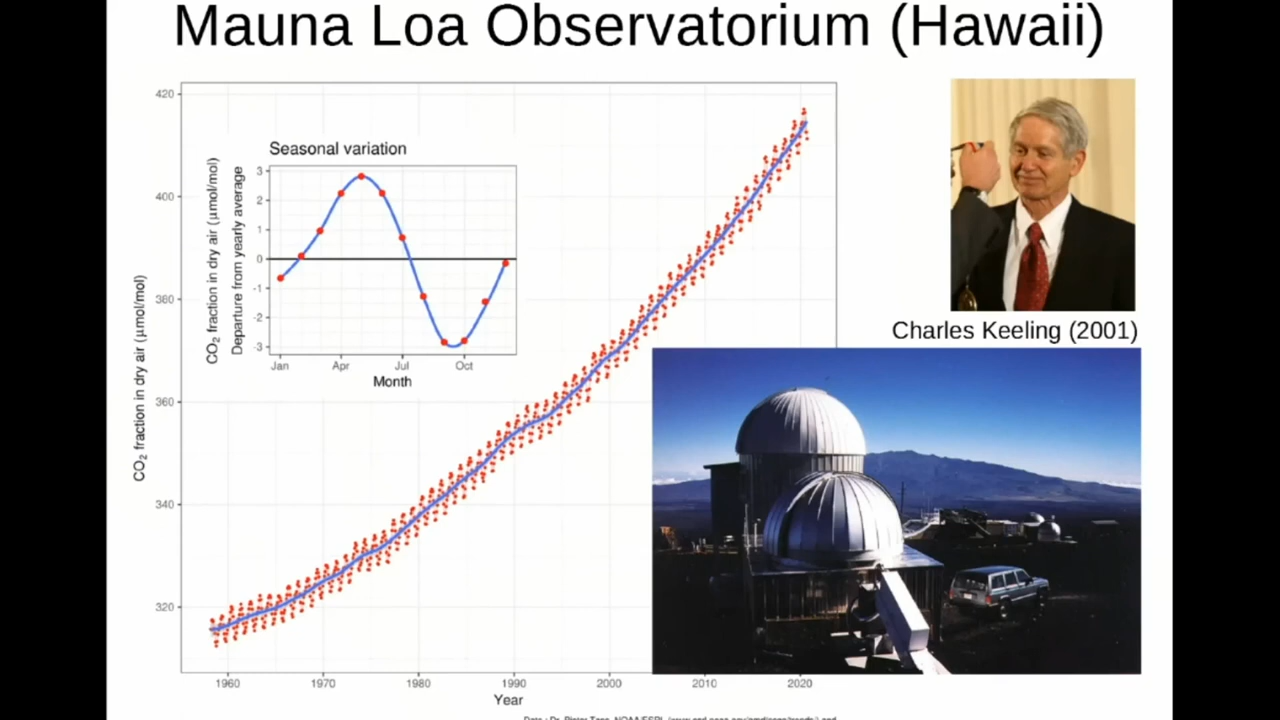 Mauna Loa Observatorium (Hawaii)
420
400
380
360
340
320
CO2 fraction in dry air (µmol/mol)
Seasonal variation
CO2 fraction in dry air (µmol/mol)
Departure from yearly average
3
2
1
0
-1
-2
-3
Jan
Apr
Jul
Oct
Month
1960
1970
1980
1990
2000
2010
2020
Year
Charles Keeling (2001)